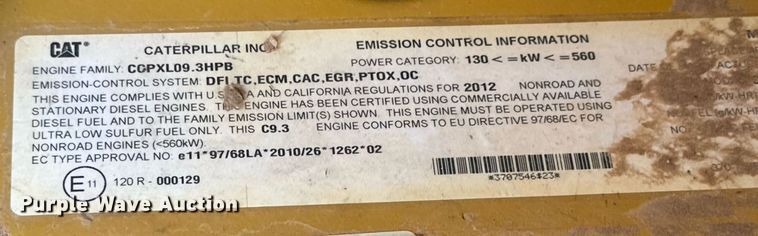 CAT CATERPILLAR INC EMISSION CONTROL INFORMATION
ENGINE FAMILY: CCPXL09.3HPB POWER CATEGORY: 130 <=kW<=560
EMISSION-CONTROL SYSTEM: DFI,TC,ECM,CAC,EGR,PTOX,OC
THIS ENGINE COMPLIES WITH U.S. EPA AND CALIFORNIA REGULATIONS FOR 2012 NONROAD AND
STATIONARY DIESEL ENGINES. THIS ENGINE HAS BEEN CERTIFIED USING COMMERCIALLY AVAILABLE
DIESEL FUEL AND TO THE FAMILY EMISSION LIMIT(S) SHOWN. THIS ENGINE MUST BE OPERATED USING
ULTRA LOW SULFUR FUEL ONLY. THIS C9.3 ENGINE CONFORMS TO EU DIRECTIVE 97/68/EC FOR
NONROAD ENGINES (<560kW).
EC TYPE APPROVAL NO: e11*97/68LA*2010/26*1262*02
E11 120 R - 000129
*3707546#23*
Purple Wave Auction